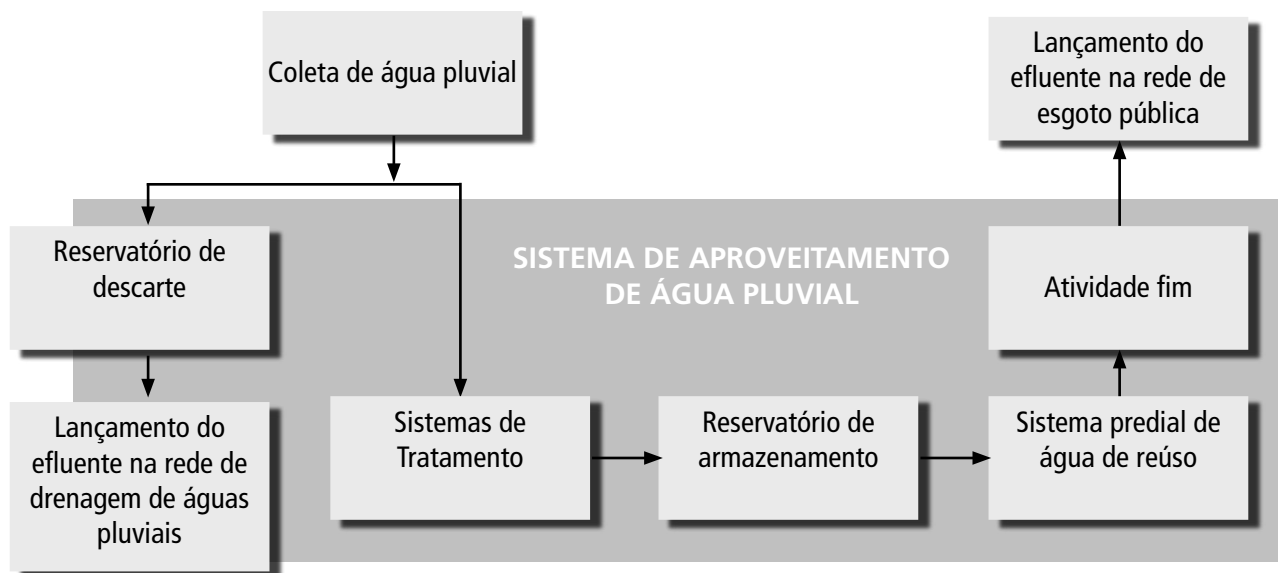 Coleta de água pluvial
Lançamento do
efluente na rede de
esgoto pública
Reservatório de
descarte
SISTEMA DE APROVEITAMENTO
DE ÁGUA PLUVIAL
Atividade fim
Lançamento do
efluente na rede de
drenagem de águas
pluviais
Sistemas de
Tratamento
Reservatório de
armazenamento
Sistema predial de
água de reúso